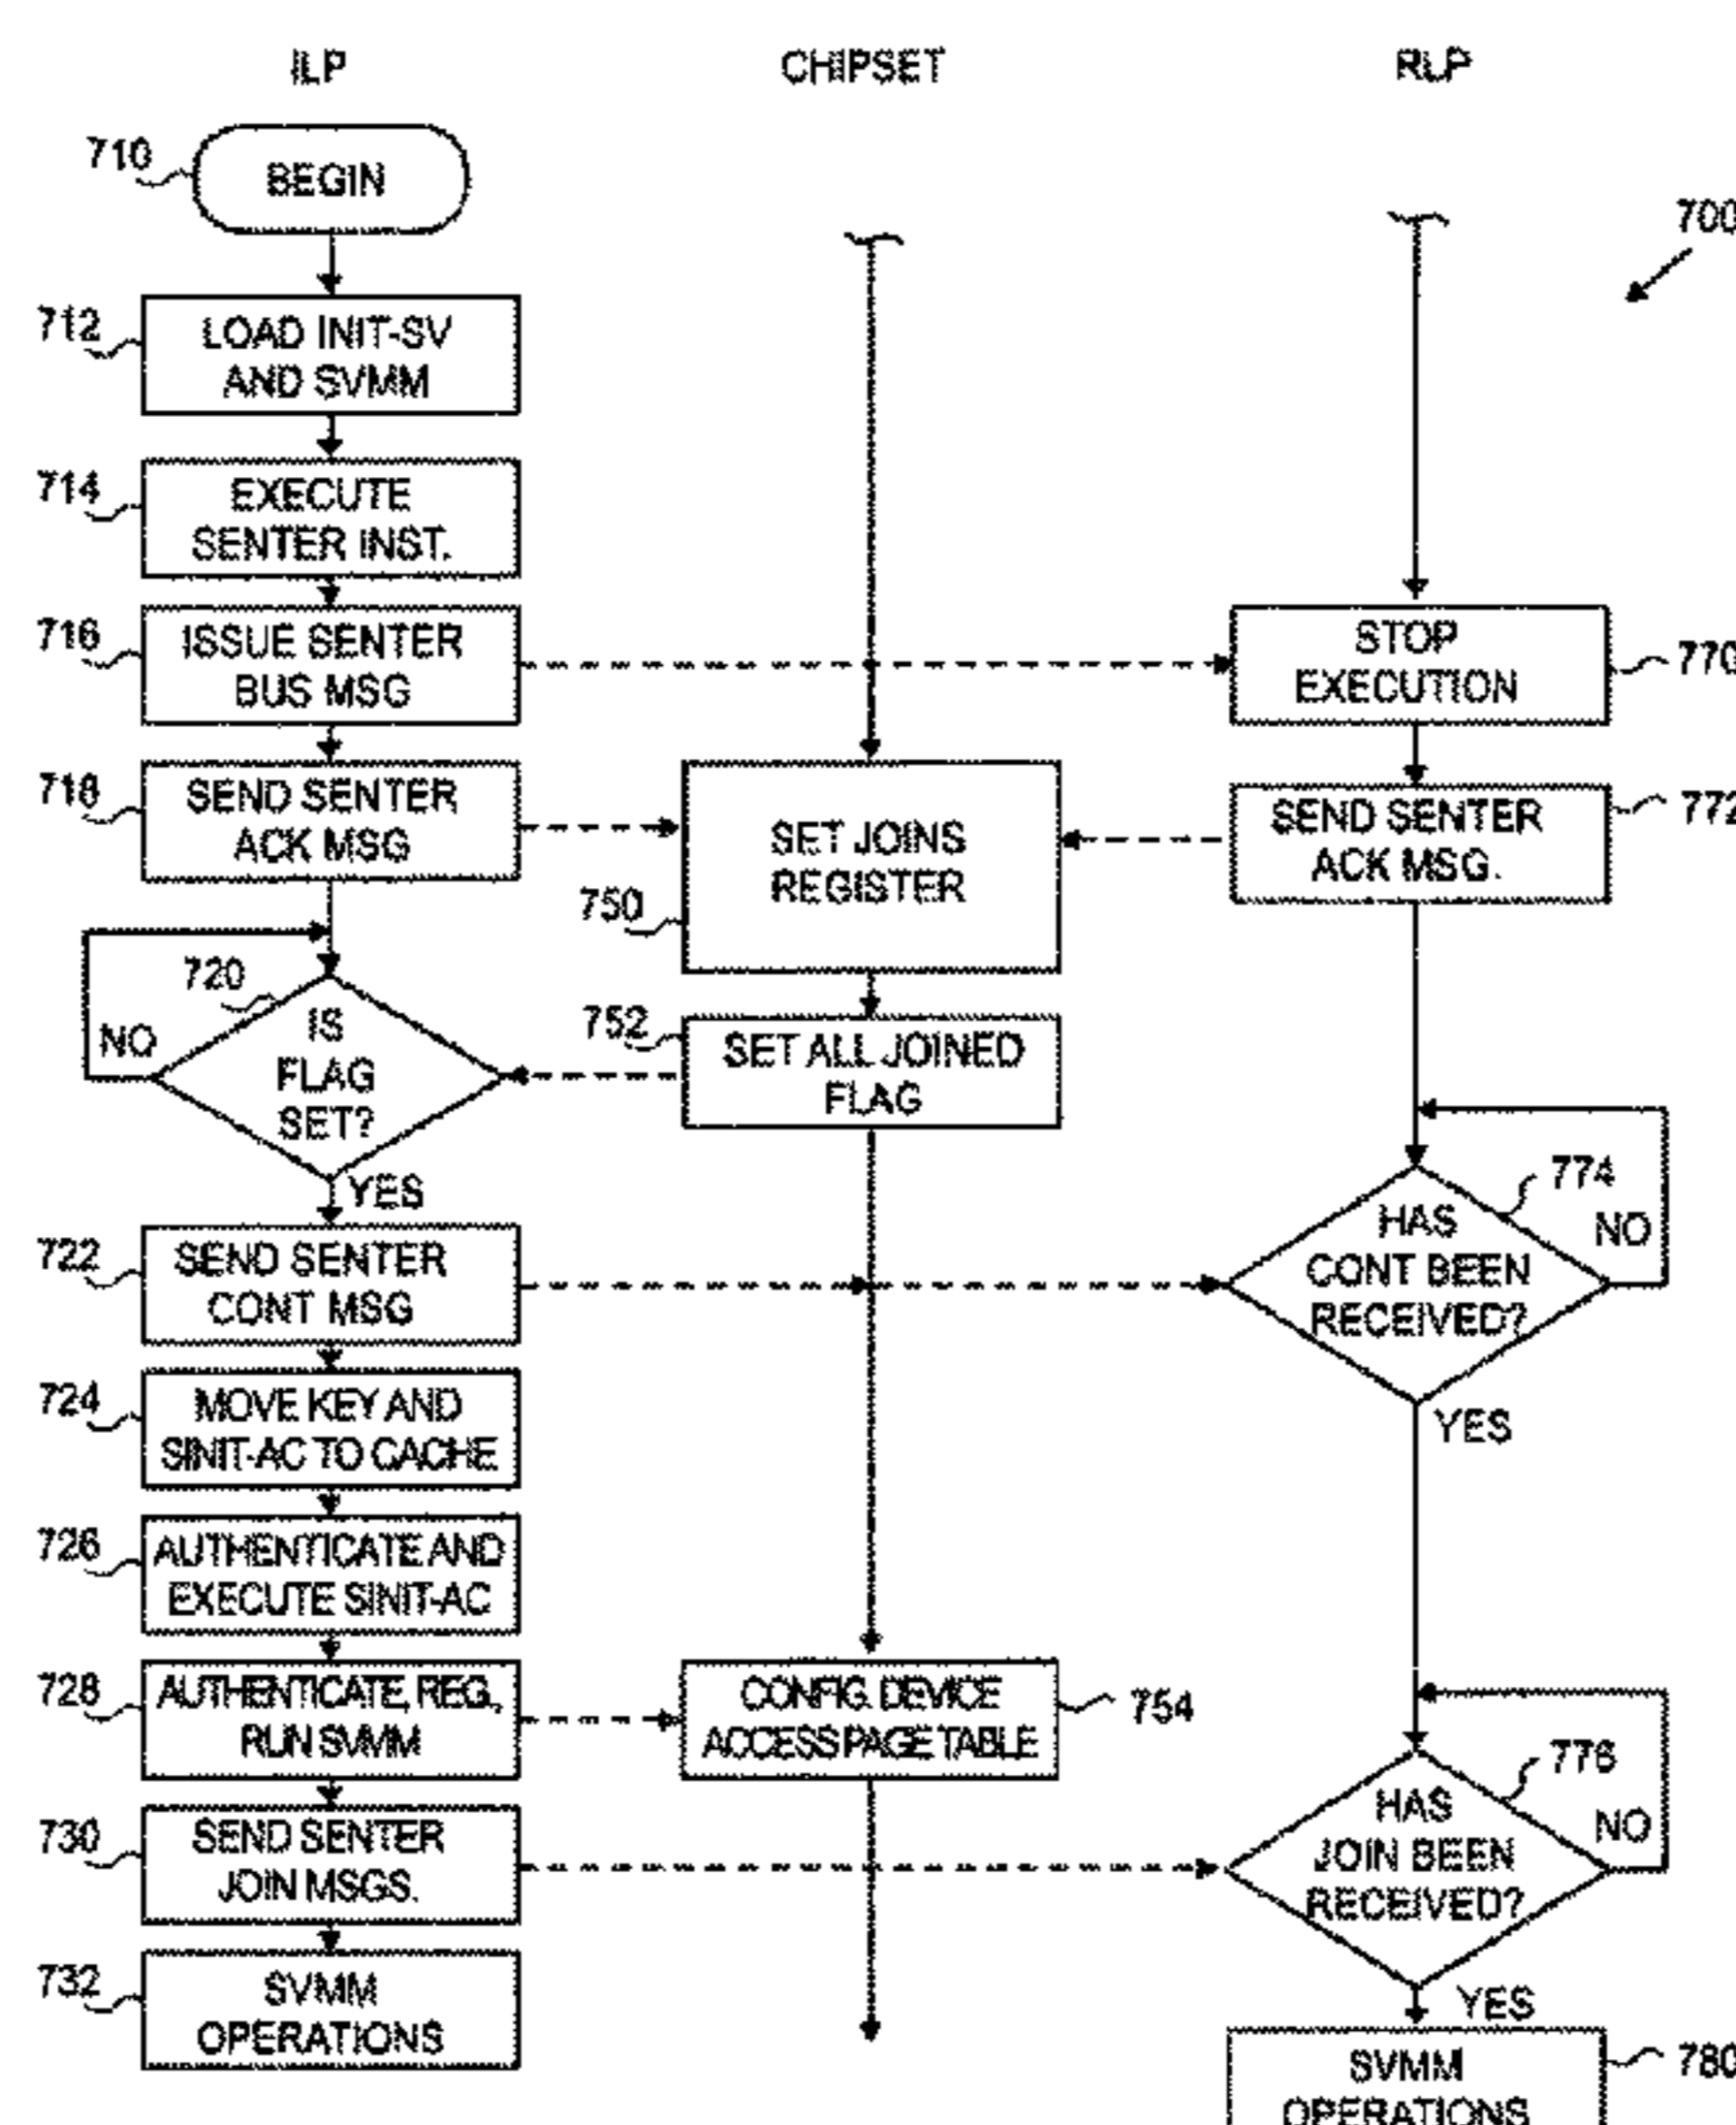 ILP
CHIPSET
RLP
710
BEGIN
700
712
LOAD INIT-SV
AND SVMM
714
EXECUTE
SENTER INST.
716
ISSUE SENTER
BUS MSG
STOP
EXECUTION
770
718
SEND SENTER
ACK MSG
SET JOINS
REGISTER
750
SEND SENTER
ACK MSG.
772
720
IS
FLAG
SET?
NO
YES
752
SET ALL JOINED
FLAG
774
HAS
CONT BEEN
RECEIVED?
NO
YES
722
SEND SENTER
CONT MSG
724
MOVE KEY AND
SINIT-AC TO CACHE
726
AUTHENTICATE AND
EXECUTE SINIT-AC
728
AUTHENTICATE, REG.,
RUN SVMM
CONFIG. DEVICE
ACCESS PAGE TABLE
754
776
HAS
JOIN BEEN
RECEIVED?
NO
YES
730
SEND SENTER
JOIN MSGS.
732
SVMM
OPERATIONS
SVMM
OPERATIONS
780